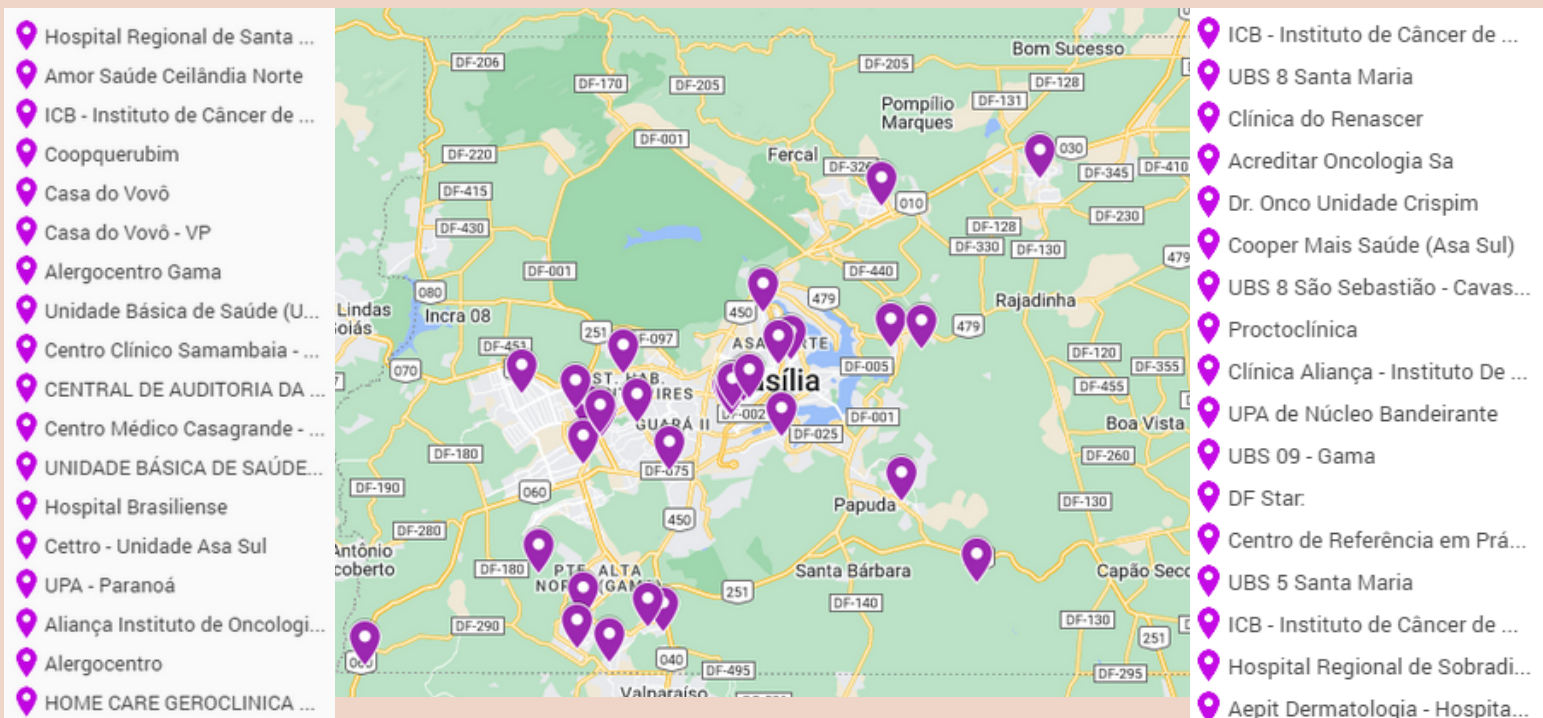 Hospital Regional de Santa ...
Amor Saúde Ceilândia Norte
ICB - Instituto de Câncer de ...
Coopquerubim
Casa do Vovô
Casa do Vovô - VP
Alergocentro Gama
Unidade Básica de Saúde (U...
Centro Clínico Samambaia - ...
CENTRAL DE AUDITORIA DA ...
Centro Médico Casagrande - ...
UNIDADE BÁSICA DE SAÚDE...
Hospital Brasiliense
Cettro - Unidade Asa Sul
UPA - Paranoá
Aliança Instituto de Oncologi...
Alergocentro
HOME CARE GEROCLINICA ...
DF-206
Bom Sucesso
DF-205
DF-170
DF-205
DF-128
Pompílio
Marques
DF-131
DF-001
030
DF-220
Fercal
DF-326
DF-345
DF-410
DF-415
010
DF-230
DF-430
DF-128
DF-330
DF-130
479
DF-001
DF-440
080
479
Rajadinha
Lindas
Incra 08
450
251
-097
479
DF-451
ASA
DF-120
070
DF-005
DF-355
ST. HAB.
DF-455
DF-002
DF-001
GUARÁ II
DF-025
Boa Vista
DF-180
DF-260
DF-075
DF-190
060
DF-130
450
Papuda
DF-280
Antônio
coberto
DF-180
PTE. ALTA
Santa Bárbara
Capão Seco
251
DF-140
DF-290
DF-130
251
040
DF-495
DF-295
Valparaíso
ICB - Instituto de Câncer de ...
UBS 8 Santa Maria
Clínica do Renascer
Acreditar Oncologia Sa
Dr. Onco Unidade Crispim
Cooper Mais Saúde (Asa Sul)
UBS 8 São Sebastião - Cavas...
Proctoclínica
Clínica Aliança - Instituto De ...
UPA de Núcleo Bandeirante
UBS 09 - Gama
DF Star:
Centro de Referência em Prá...
UBS 5 Santa Maria
ICB - Instituto de Câncer de ...
Hospital Regional de Sobradi...
Aepit Dermatologia - Hospita...